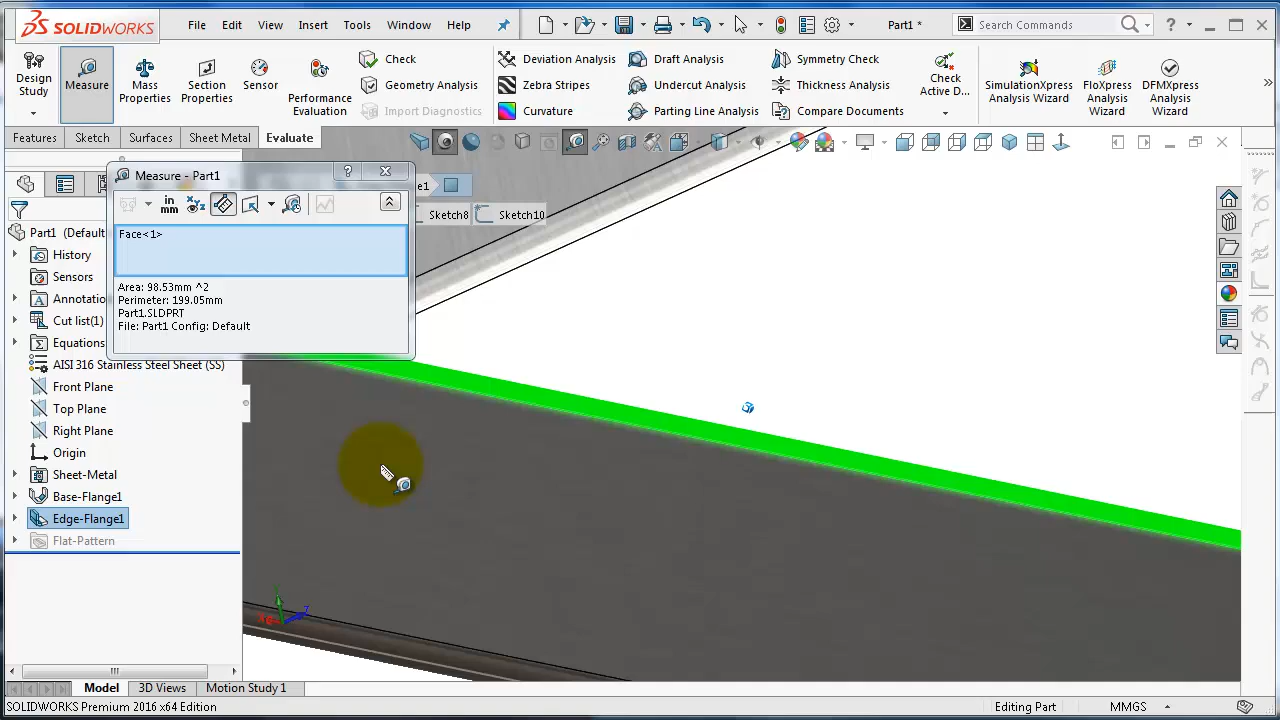 SOLIDWORKS
File Edit View Insert Tools Window Help
Part1 *
Search Commands
Design Study
Measure
Mass Properties
Section Properties
Sensor
Performance Evaluation
Check
Geometry Analysis
Import Diagnostics
Deviation Analysis
Zebra Stripes
Curvature
Draft Analysis
Undercut Analysis
Parting Line Analysis
Symmetry Check
Thickness Analysis
Compare Documents
Check Active D...
SimulationXpress Analysis Wizard
FloXpress Analysis Wizard
DFMXpress Analysis Wizard
Features Sketch Surfaces Sheet Metal Evaluate
Measure - Part1
in mm
Face<1>
Area: 98.53mm ^2
Perimeter: 199.05mm
Part1.SLDPRT
File: Part1 Config: Default
Sketch8
Sketch10
Part1 (Default
History
Sensors
Annotatio
Cut list(1)
Equations
AISI 316 Stainless Steel Sheet (SS)
Front Plane
Top Plane
Right Plane
Origin
Sheet-Metal
Base-Flange1
Edge-Flange1
Flat-Pattern
Model 3D Views Motion Study 1
SOLIDWORKS Premium 2016 x64 Edition
Editing Part
MMGS